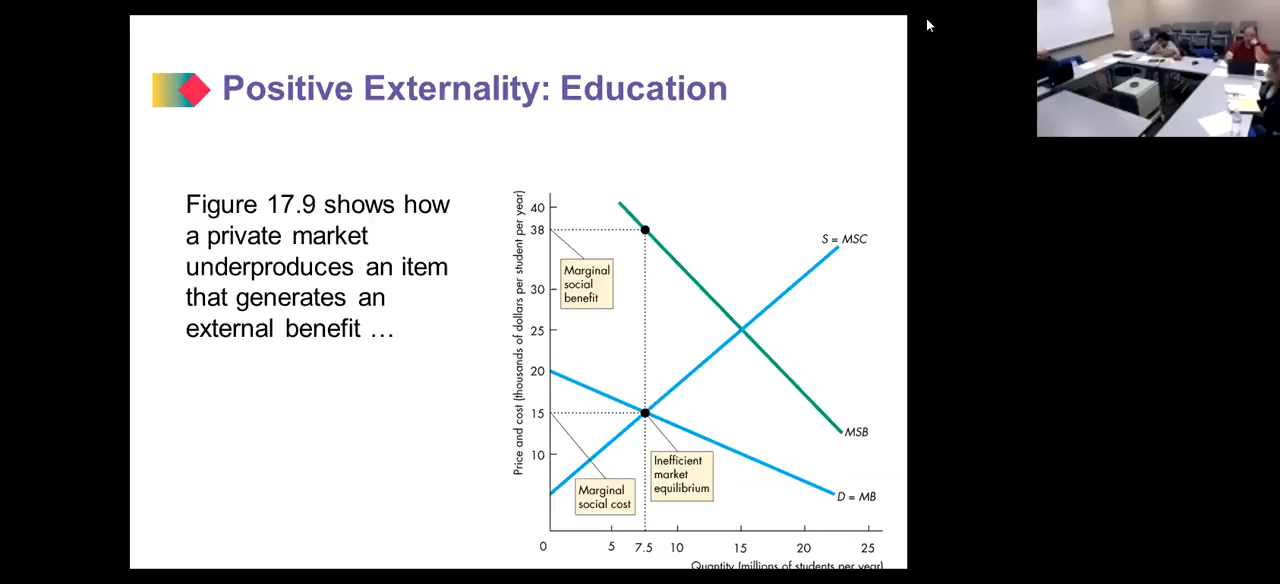 Positive Externality: Education
Figure 17.9 shows how
a private market
underproduces an item
that generates an
external benefit …
Price and cost (thousands of dollars per student per year)
40
38
30
25
20
15
10
Marginal
social
benefit
S = MSC
MSB
Inefficient
market
equilibrium
Marginal
social cost
D = MB
0 5 7.5 10 15 20 25
Quantity (millions of students per year)